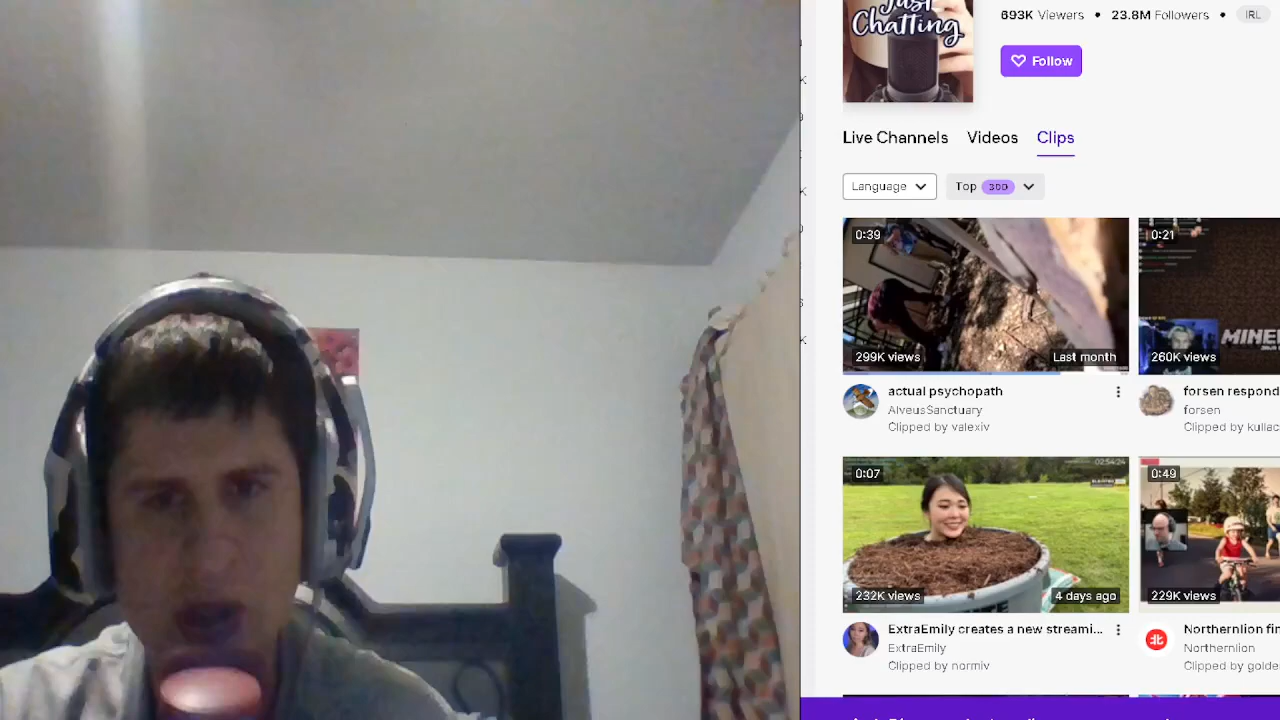 Just
Chatting
693K Viewers • 23.8M Followers • IRL
Follow
Live Channels Videos Clips
Language
Top 30D
0:39
299K views
Last month
actual psychopath
AlveusSanctuary
Clipped by valexiv
0:21
260K views
MINE
forsen respond
forsen
Clipped by kullac
0:07
232K views
4 days ago
ExtraEmily creates a new streami...
ExtraEmily
Clipped by normiv
0:49
229K views
Northernlion fin
Northernlion
Clipped by golde